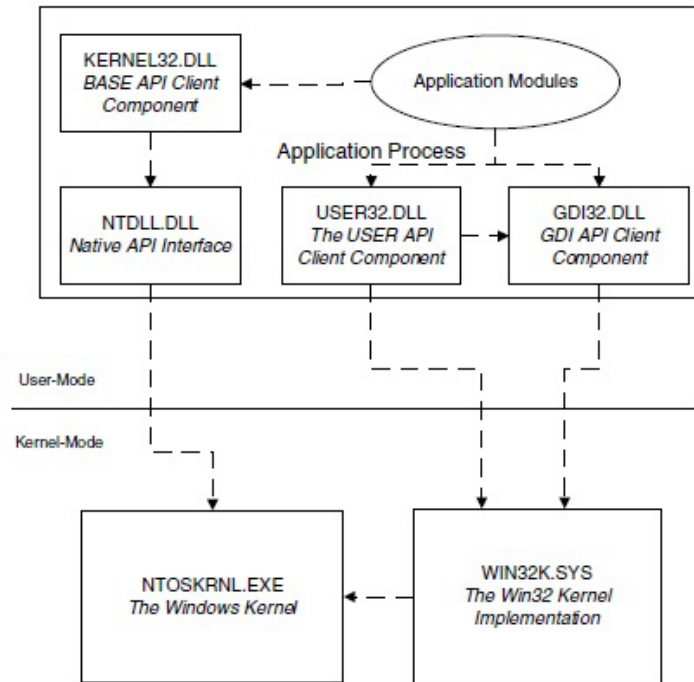 KERNEL32.DLL
BASE API Client
Component
Application Modules
Application Process
NTDLL.DLL
Native API Interface
USER32.DLL
The USER API
Client Component
GDI32.DLL
GDI API Client
Component
User-Mode
Kernel-Mode
NTOSKRNL.EXE
The Windows Kernel
WIN32K.SYS
The Win32 Kernel
Implementation